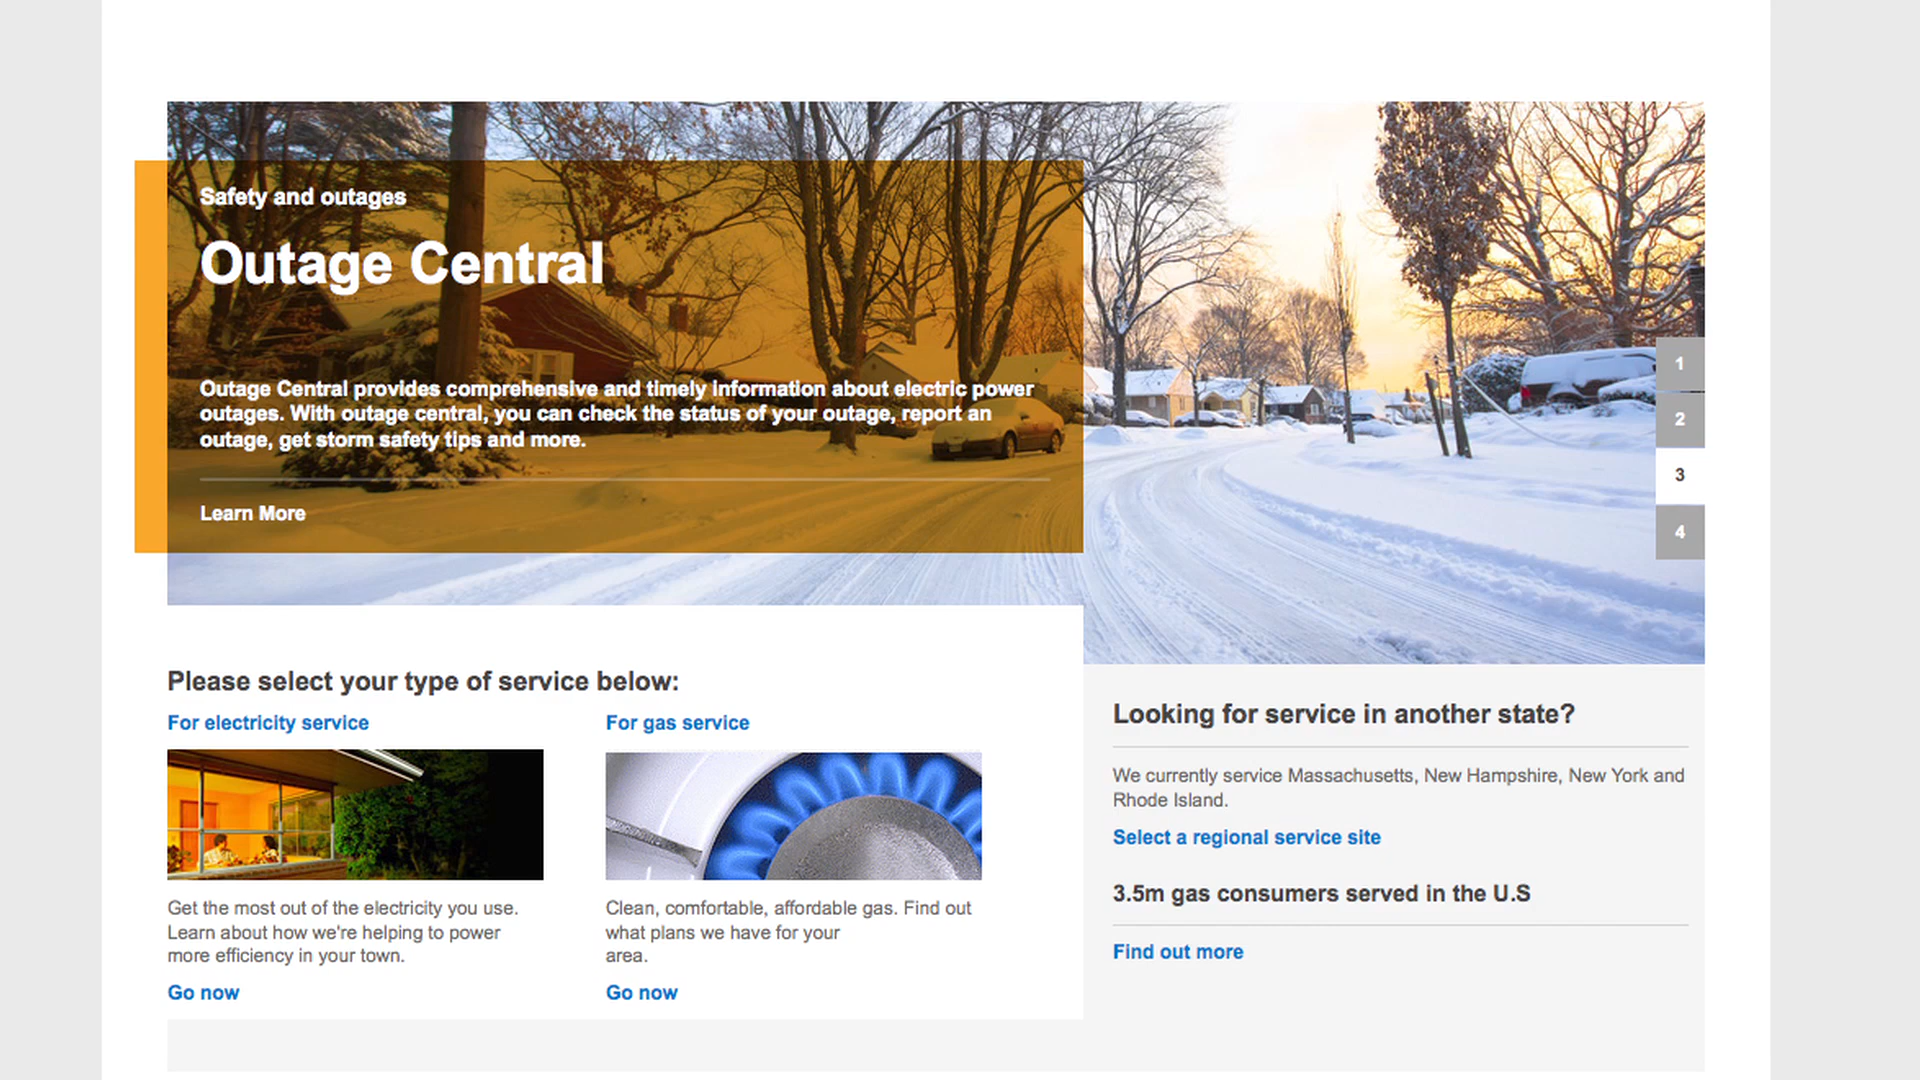 Safety and outages
Outage Central
Outage Central provides comprehensive and timely information about electric power
outages. With outage central, you can check the status of your outage, report an
outage, get storm safety tips and more.
Learn More
1
2
3
4
Please select your type of service below:
For electricity service
Get the most out of the electricity you use.
Learn about how we're helping to power
more efficiency in your town.
Go now
For gas service
Clean, comfortable, affordable gas. Find out
what plans we have for your
area.
Go now
Looking for service in another state?
We currently service Massachusetts, New Hampshire, New York and
Rhode Island.
Select a regional service site
3.5m gas consumers served in the U.S
Find out more